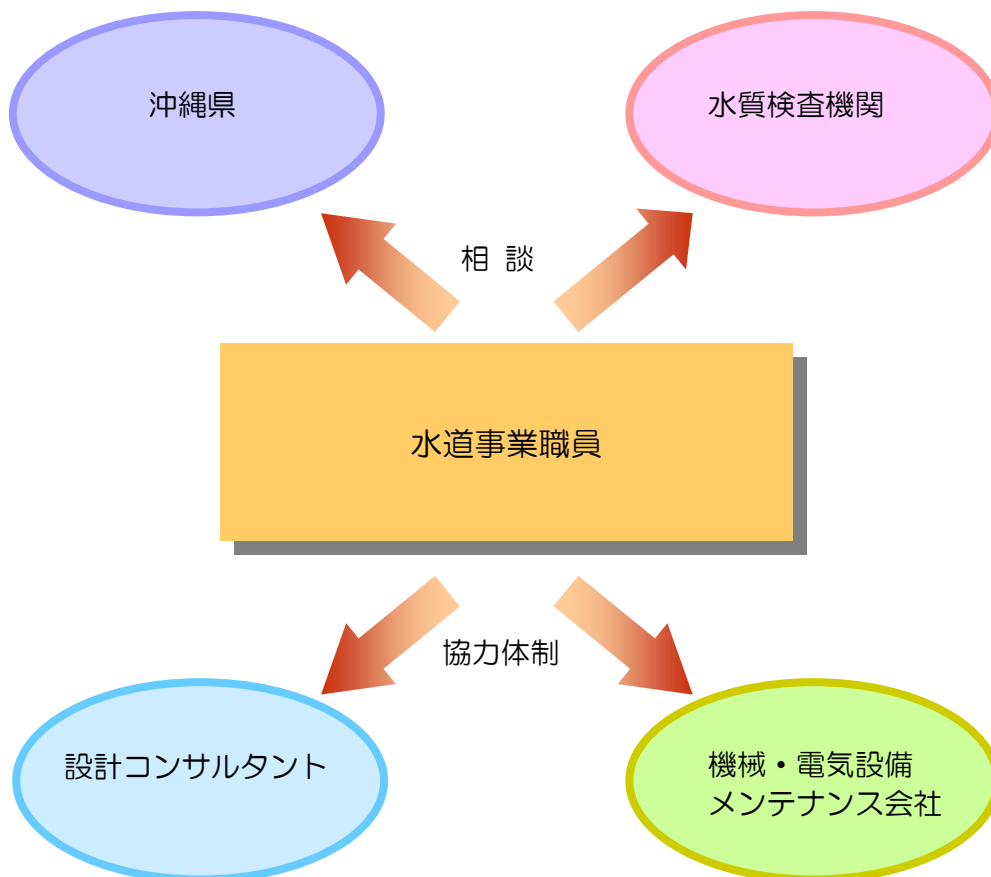 沖縄県
水質検査機関
相 談
水道事業職員
協力体制
設計コンサルタント
機械・電気設備
メンテナンス会社